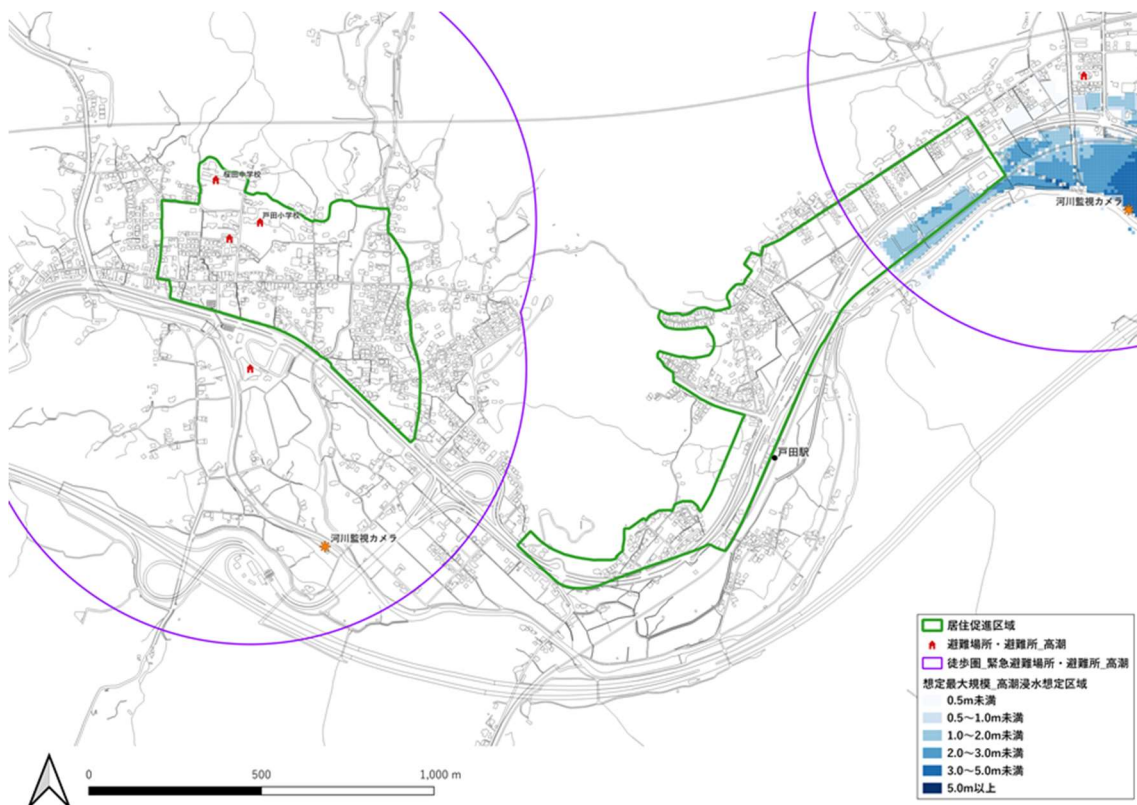 桜田中学校
戸田小学校
河川監視カメラ
戸田駅
河川監視カメラ
居住促進区域
避難場所・避難所_高潮
徒歩圏_緊急避難場所・避難所_高潮
想定最大規模_高潮浸水想定区域
0.5m未満
0.5～1.0m未満
1.0～2.0m未満
2.0～3.0m未満
3.0～5.0m未満
5.0m以上
0 500 1,000 m